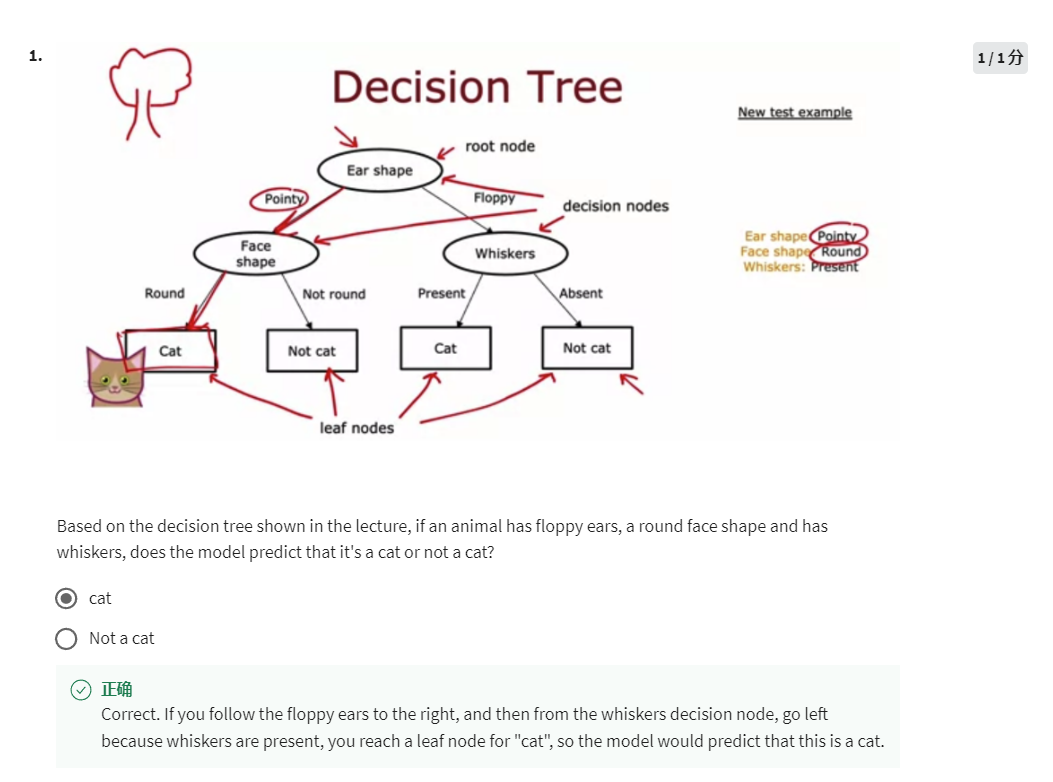 1.
1 / 1 分
Decision Tree
New test example
root node
Ear shape
Pointy
Floppy
decision nodes
Ear shape: Pointy
Face shape: Round
Whiskers: Present
Face
shape
Whiskers
Round
Not round
Present
Absent
Cat
Not cat
Cat
Not cat
leaf nodes
Based on the decision tree shown in the lecture, if an animal has floppy ears, a round face shape and has
whiskers, does the model predict that it's a cat or not a cat?
cat
Not a cat
正确
Correct. If you follow the floppy ears to the right, and then from the whiskers decision node, go left
because whiskers are present, you reach a leaf node for "cat", so the model would predict that this is a cat.